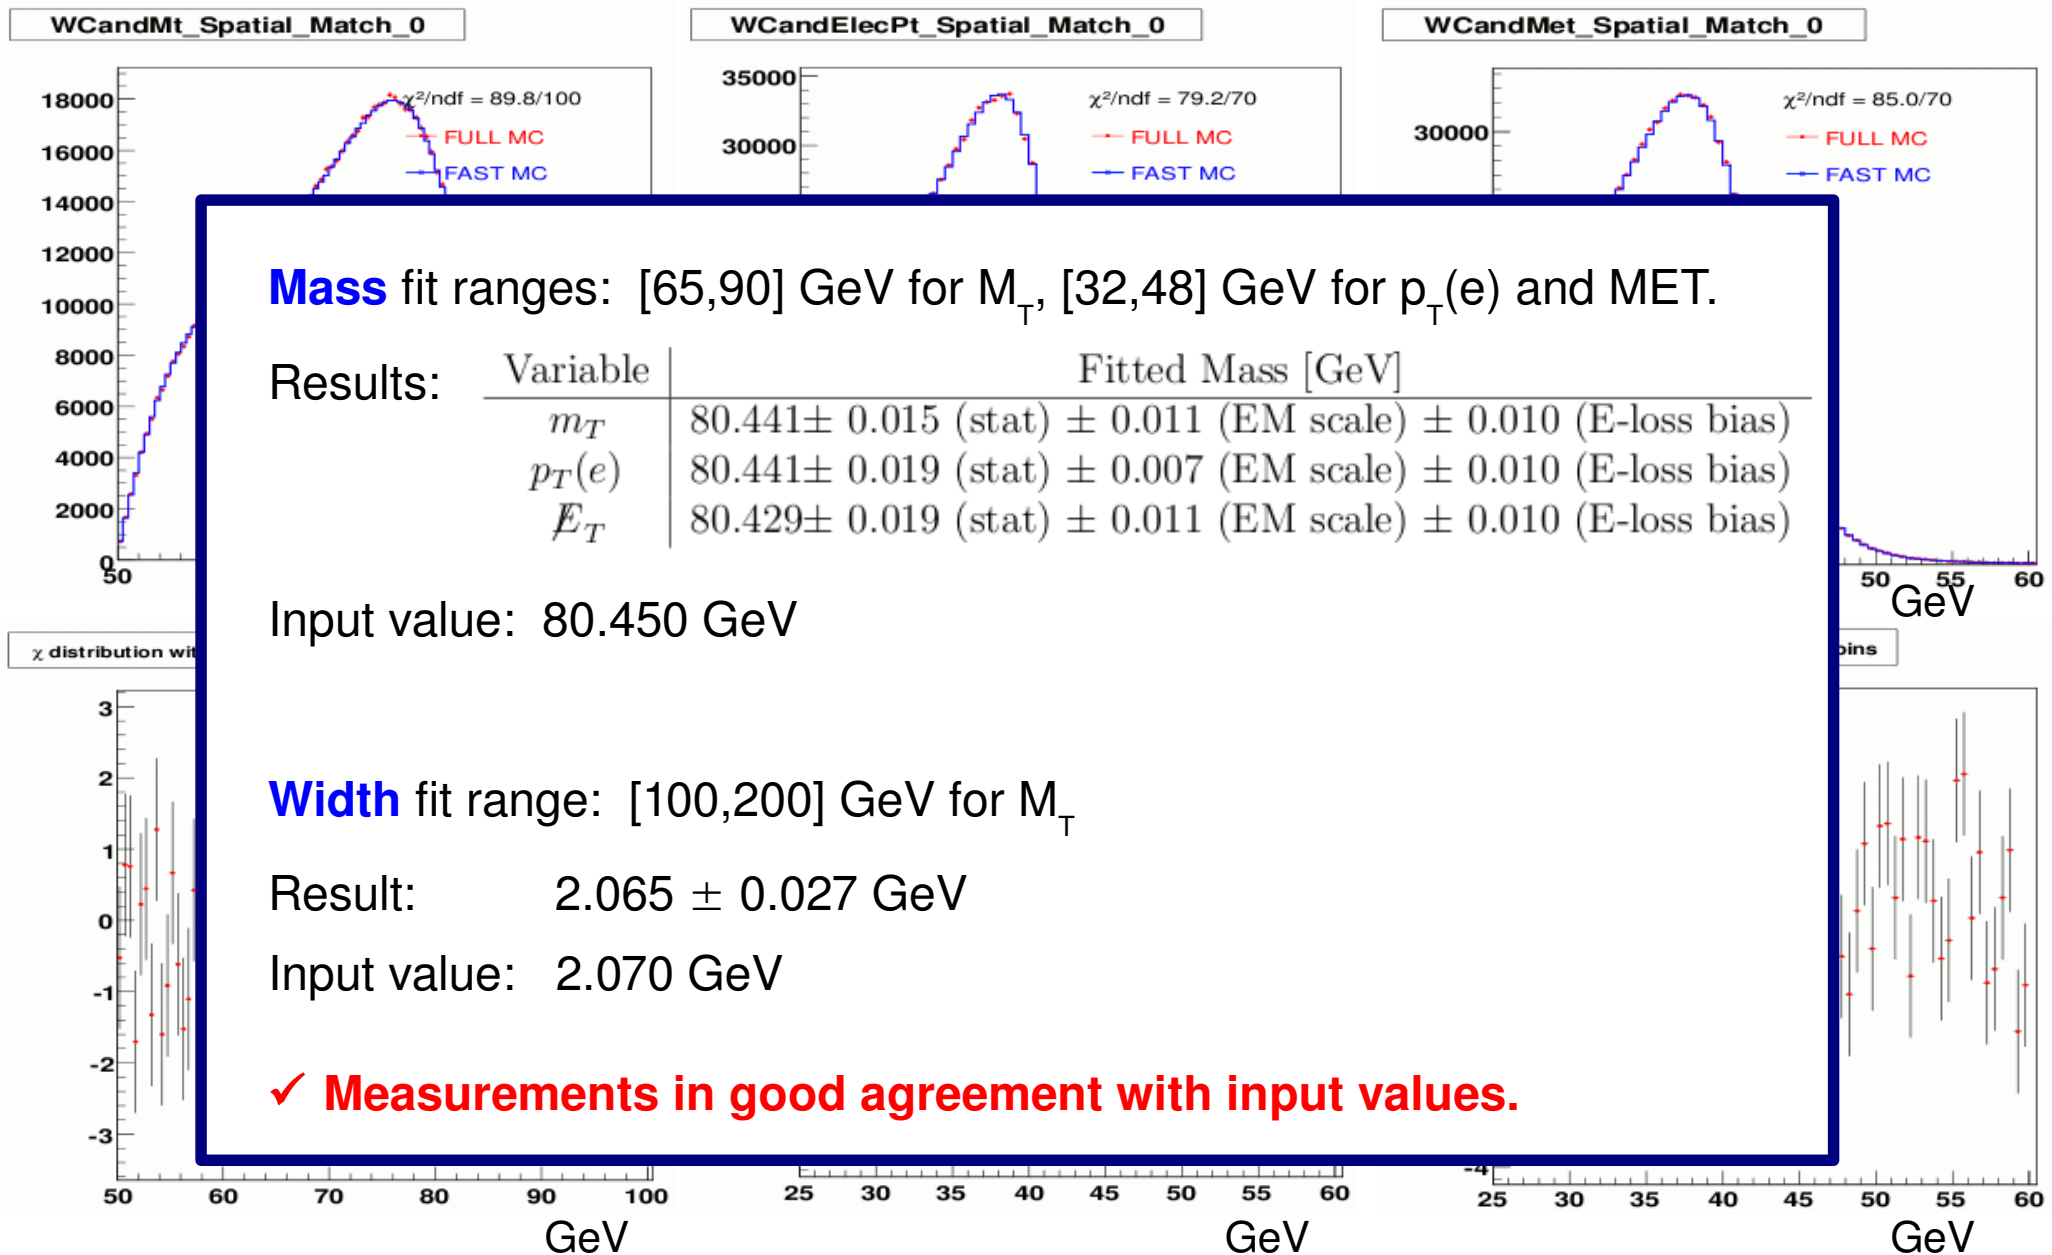 WCandMt_Spatial_Match_0
WCandElecPt_Spatial_Match_0
WCandMet_Spatial_Match_0
18000
16000
14000
12000
10000
8000
6000
4000
2000
0
50
χ²/ndf = 89.8/100
FULL MC
FAST MC
35000
30000
χ²/ndf = 79.2/70
FULL MC
FAST MC
30000
χ²/ndf = 85.0/70
FULL MC
FAST MC
50 55 60
GeV
Mass fit ranges: [65,90] GeV for M_T, [32,48] GeV for p_T(e) and MET.
Results:
Variable Fitted Mass [GeV]
m_T 80.441± 0.015 (stat) ± 0.011 (EM scale) ± 0.010 (E-loss bias)
p_T(e) 80.441± 0.019 (stat) ± 0.007 (EM scale) ± 0.010 (E-loss bias)
E̸_T 80.429± 0.019 (stat) ± 0.011 (EM scale) ± 0.010 (E-loss bias)
Input value: 80.450 GeV
Width fit range: [100,200] GeV for M_T
Result: 2.065 ± 0.027 GeV
Input value: 2.070 GeV
✓ Measurements in good agreement with input values.
χ distribution wit
bins
3
2
1
0
-1
-2
-3
50 60 70 80 90 100
GeV
25 30 35 40 45 50 55 60
GeV
-4
25 30 35 40 45 50 55 60
GeV